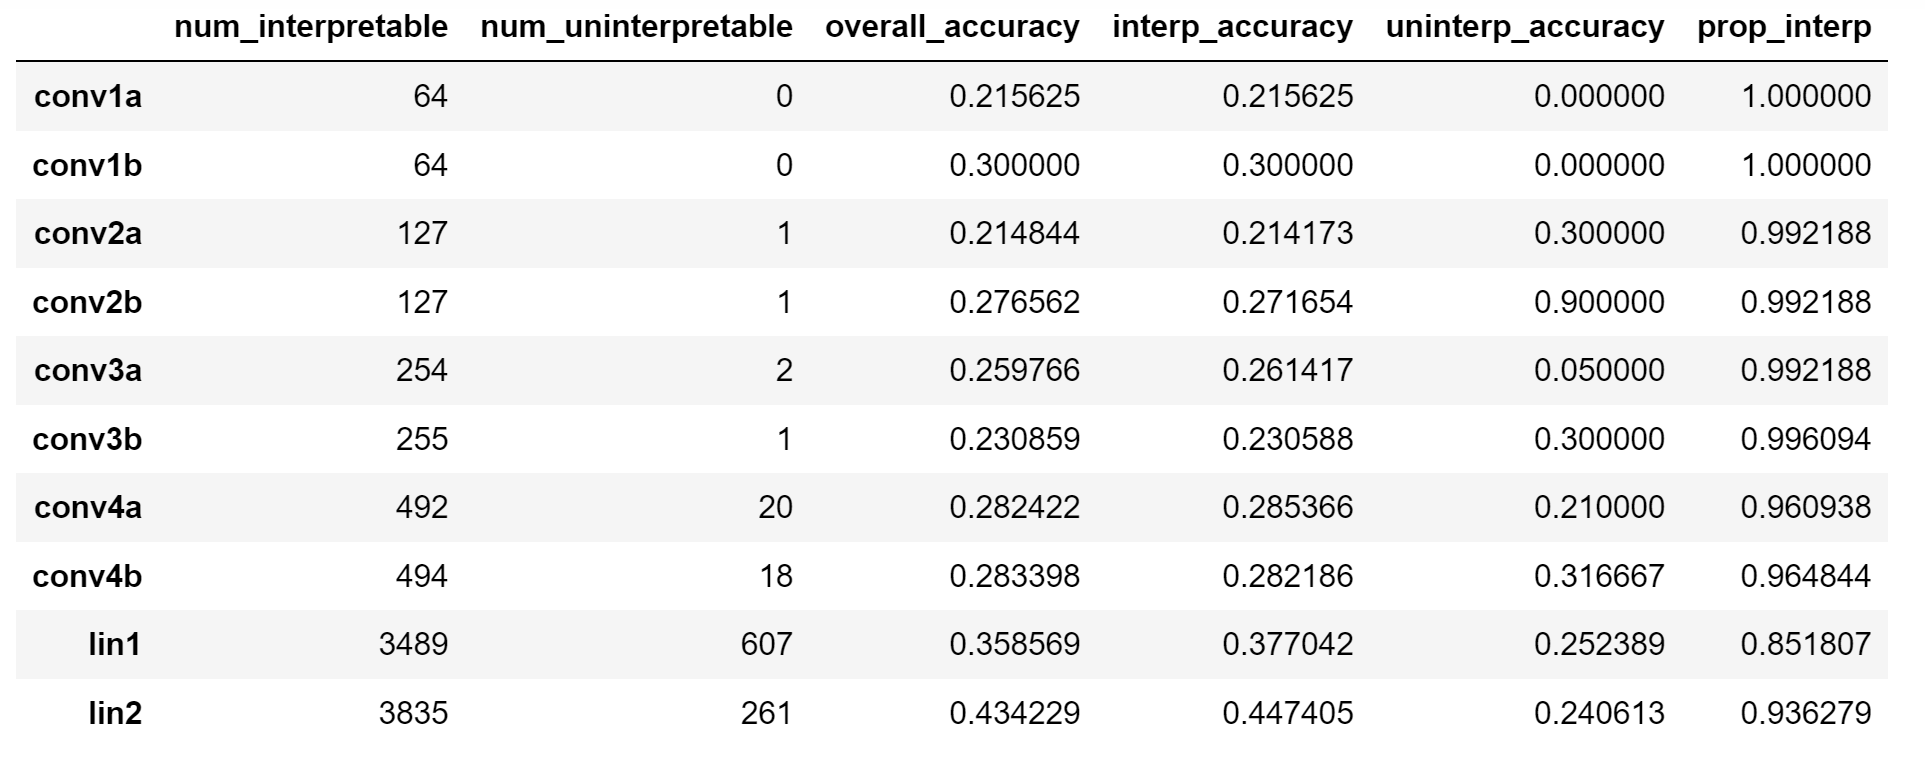 num_interpretable num_uninterpretable overall_accuracy interp_accuracy uninterp_accuracy prop_interp
conv1a 64 0 0.215625 0.215625 0.000000 1.000000
conv1b 64 0 0.300000 0.300000 0.000000 1.000000
conv2a 127 1 0.214844 0.214173 0.300000 0.992188
conv2b 127 1 0.276562 0.271654 0.900000 0.992188
conv3a 254 2 0.259766 0.261417 0.050000 0.992188
conv3b 255 1 0.230859 0.230588 0.300000 0.996094
conv4a 492 20 0.282422 0.285366 0.210000 0.960938
conv4b 494 18 0.283398 0.282186 0.316667 0.964844
lin1 3489 607 0.358569 0.377042 0.252389 0.851807
lin2 3835 261 0.434229 0.447405 0.240613 0.936279